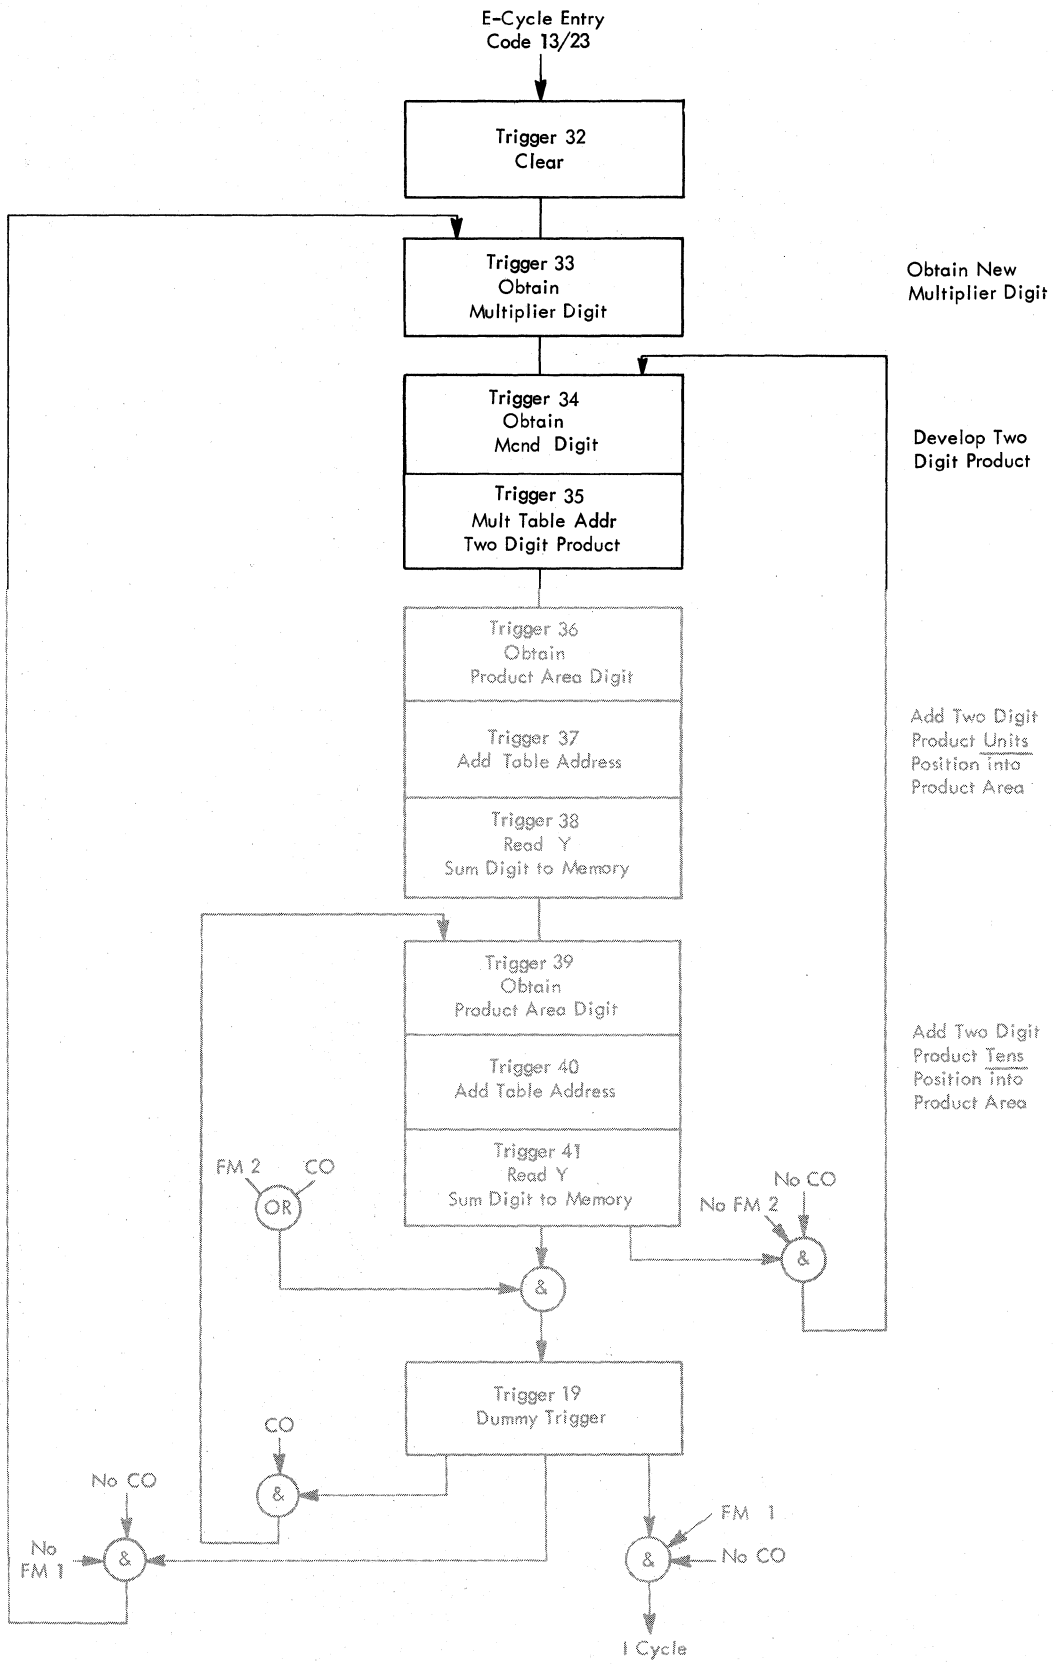 E-Cycle Entry
Code 13/23
Trigger 32
Clear
Trigger 33
Obtain
Multiplier Digit
Obtain New
Multiplier Digit
Trigger 34
Obtain
Mcnd Digit
Develop Two
Digit Product
Trigger 35
Mult Table Addr
Two Digit Product
Trigger 36
Obtain
Product Area Digit
Trigger 37
Add Table Address
Add Two Digit
Product Units
Position into
Product Area
Trigger 38
Read Y
Sum Digit to Memory
Trigger 39
Obtain
Product Area Digit
Trigger 40
Add Table Address
Add Two Digit
Product Tens
Position into
Product Area
Trigger 41
Read Y
Sum Digit to Memory
FM 2
CO
OR
No CO
No FM 2
&
&
Trigger 19
Dummy Trigger
CO
&
No CO
No
FM 1
&
FM 1
No CO
&
I Cycle